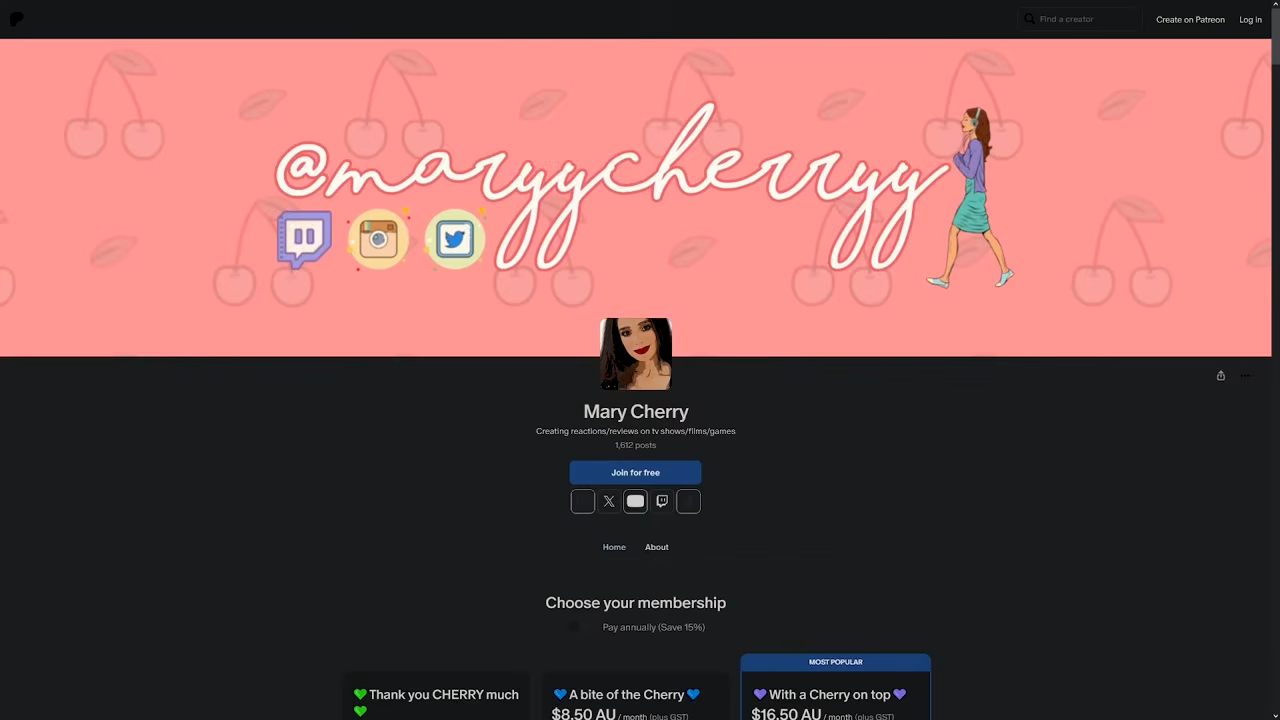 Find a creator
Create on Patreon
Log in
@maryycherryy
Mary Cherry
Creating reactions/reviews on tv shows/films/games
1,612 posts
Join for free
Home
About
Choose your membership
Pay annually (Save 15%)
MOST POPULAR
💚 Thank you CHERRY much 💚
💙 A bite of the Cherry 💙
💜 With a Cherry on top 💜
$8.50 AU / month (plus GST)
$16.50 AU / month (plus GST)